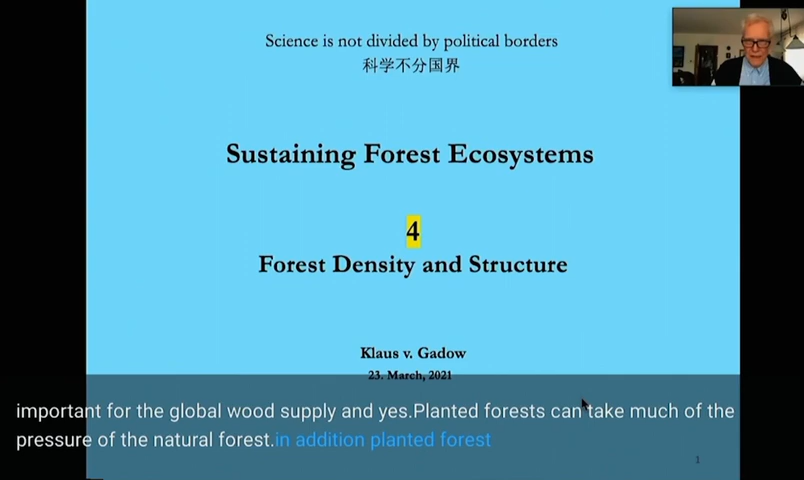 Science is not divided by political borders
科学不分国界
Sustaining Forest Ecosystems
4
Forest Density and Structure
Klaus v. Gadow
23. March, 2021
important for the global wood supply and yes.Planted forests can take much of the
pressure of the natural forest.in addition planted forest
1